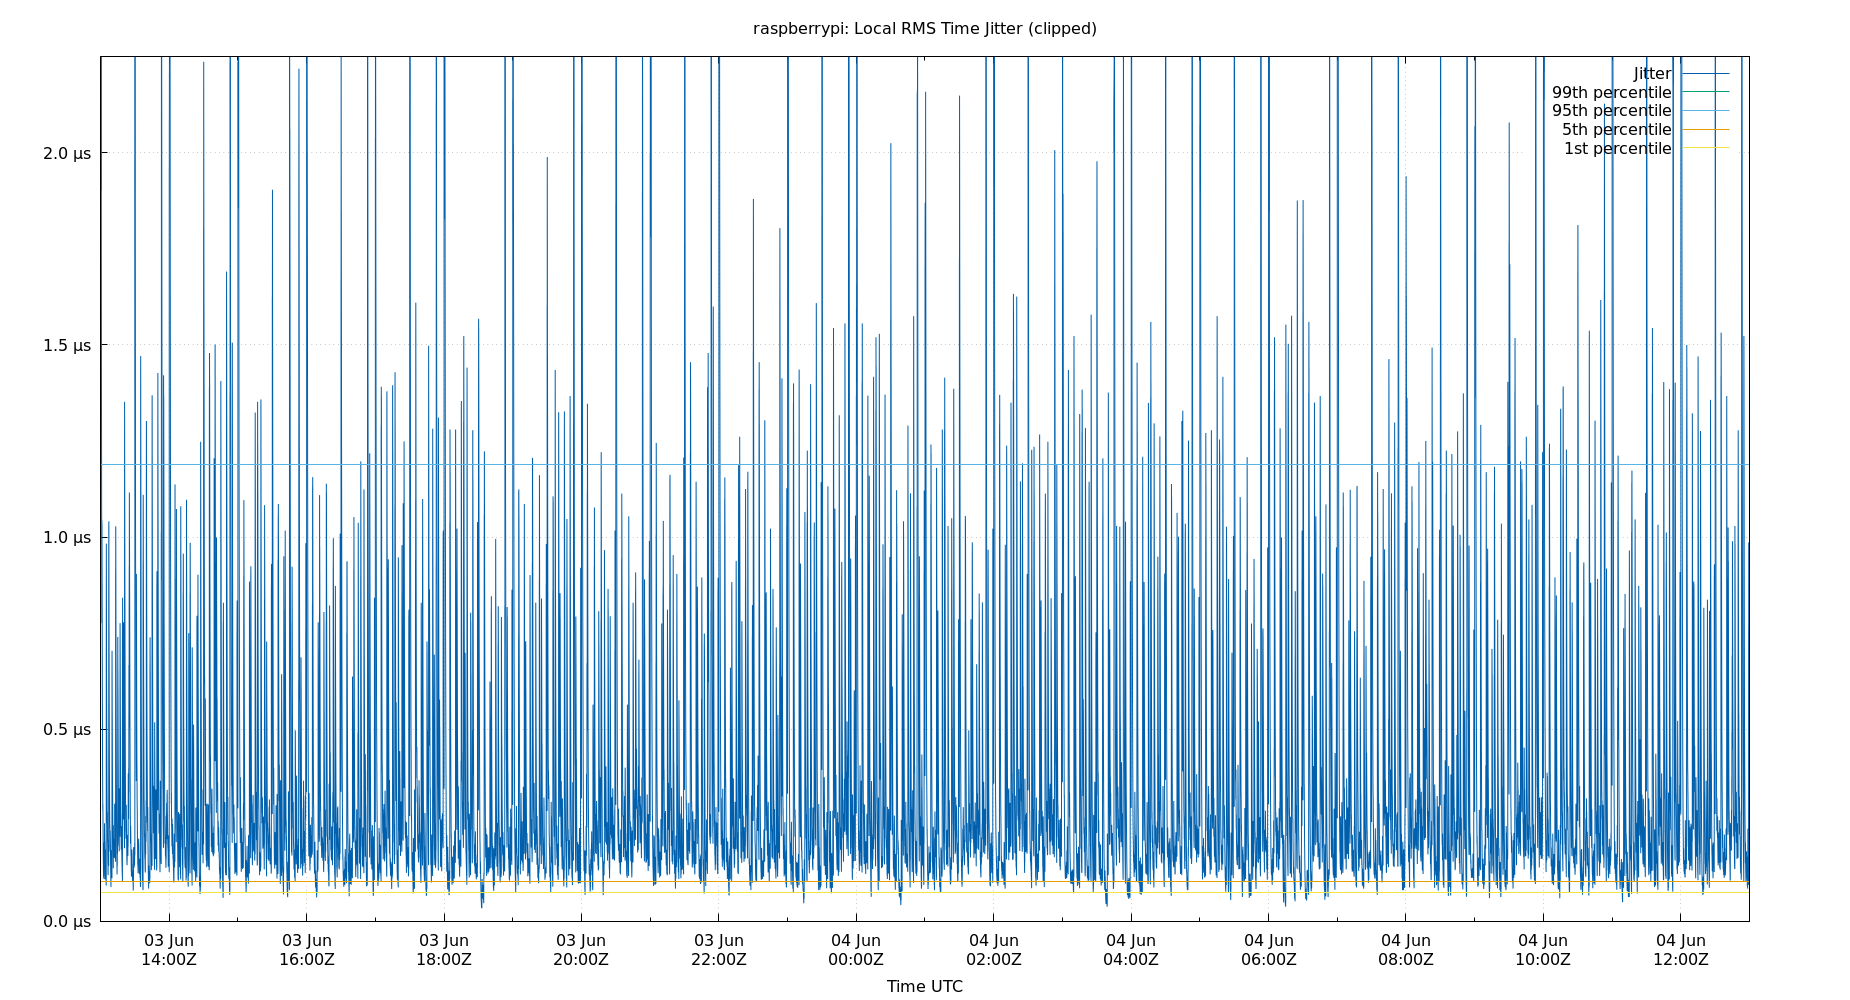 raspberrypi: Local RMS Time Jitter (clipped)
Jitter
99th percentile
95th percentile
5th percentile
1st percentile
2.0 μs
1.5 μs
1.0 μs
0.5 μs
0.0 μs
03 Jun 03 Jun 03 Jun 03 Jun 03 Jun 04 Jun 04 Jun 04 Jun 04 Jun 04 Jun 04 Jun 04 Jun
14:00Z 16:00Z 18:00Z 20:00Z 22:00Z 00:00Z 02:00Z 04:00Z 06:00Z 08:00Z 10:00Z 12:00Z
Time UTC